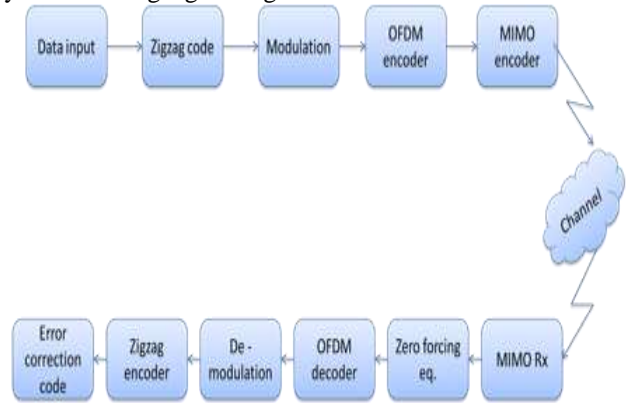 Data input
Zigzag code
Modulation
OFDM
encoder
MIMO
encoder
Channel
Error
correction
code
Zigzag
encoder
De -
modulation
OFDM
decoder
Zero forcing
eq.
MIMO Rx